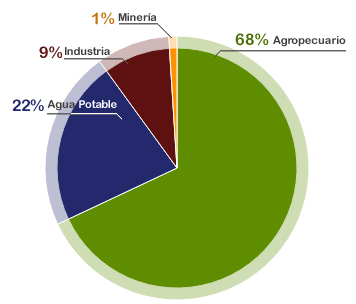 1% Minería
68% Agropecuario
9% Industria
22% Agua Potable